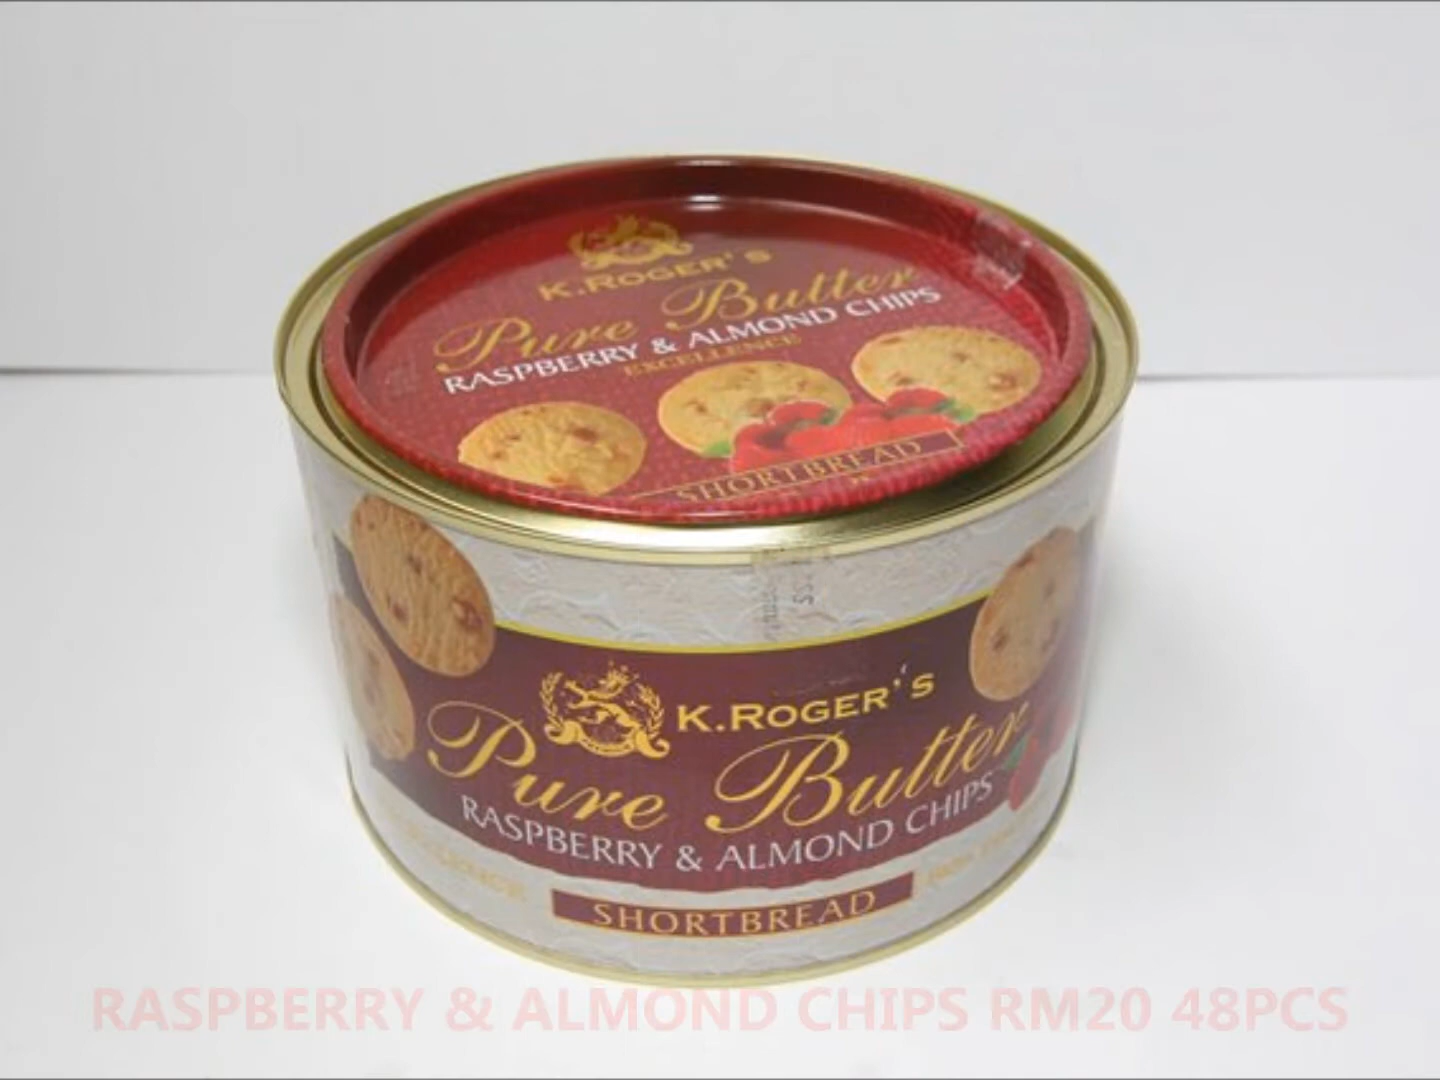 K.ROGER'S
Pure Butter
RASPBERRY & ALMOND CHIPS
EXCELLENCE
SHORTBREAD
K.ROGER'S
Pure Butter
RASPBERRY & ALMOND CHIPS
SHORTBREAD
RASPBERRY & ALMOND CHIPS RM20 48PCS